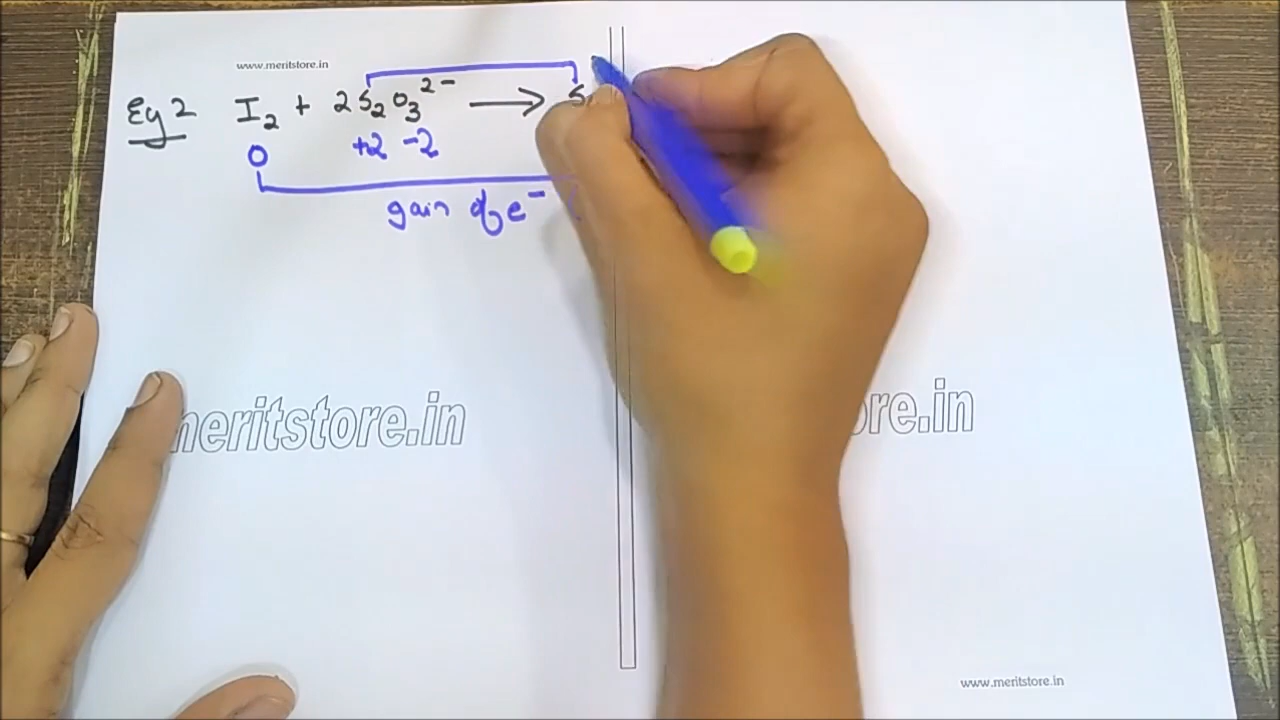 www.meritstore.in
Eg 2 I₂ + 2S₂O₃²⁻ ⟶ S
0 +2 -2
gain of e⁻
meritstore.in
ore.in
www.meritstore.in